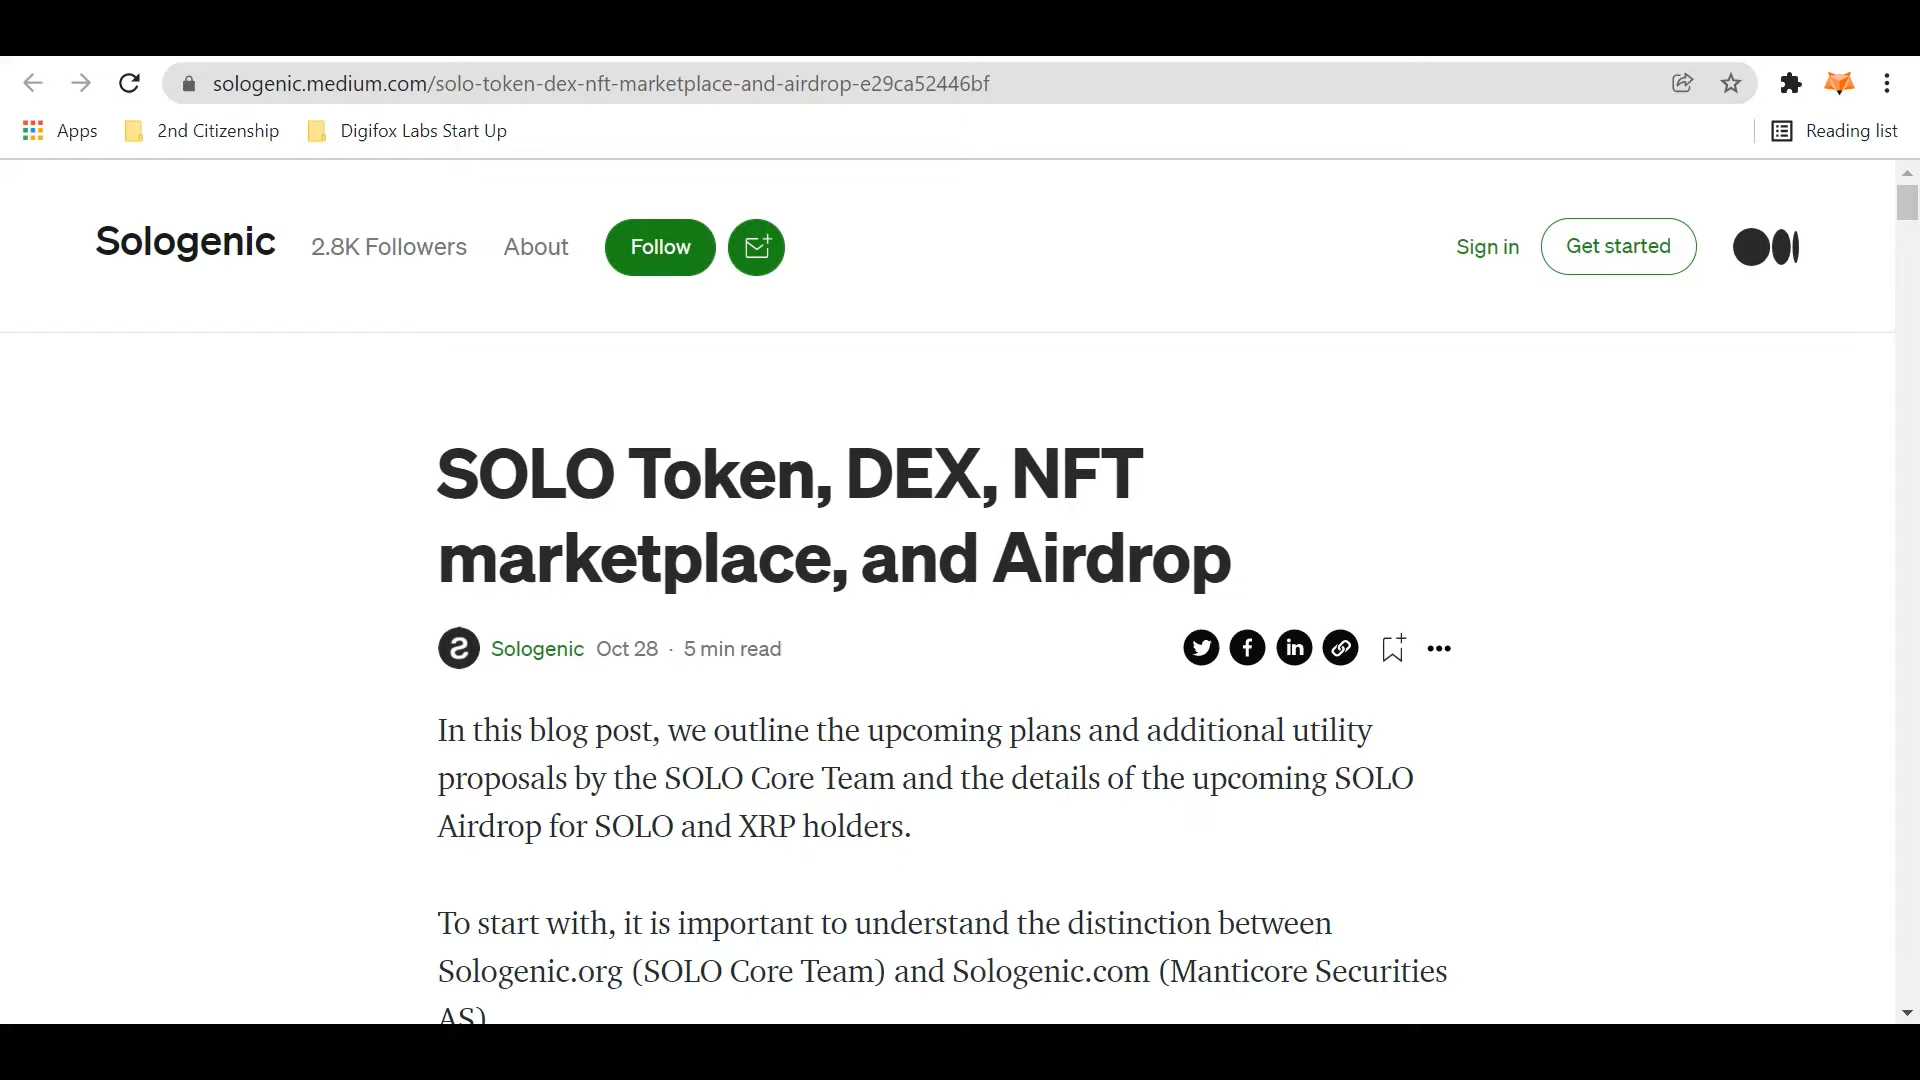 sologenic.medium.com/solo-token-dex-nft-marketplace-and-airdrop-e29ca52446bf
Apps 2nd Citizenship Digifox Labs Start Up Reading list
Sologenic 2.8K Followers About Follow Sign in Get started
SOLO Token, DEX, NFT
marketplace, and Airdrop
Sologenic Oct 28 · 5 min read
In this blog post, we outline the upcoming plans and additional utility
proposals by the SOLO Core Team and the details of the upcoming SOLO
Airdrop for SOLO and XRP holders.
To start with, it is important to understand the distinction between
Sologenic.org (SOLO Core Team) and Sologenic.com (Manticore Securities
AS)